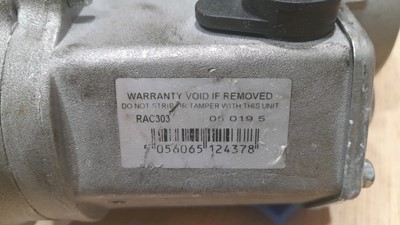 WARRANTY VOID IF REMOVED
DO NOT STRIP OR TAMPER WITH THIS UNIT
RAC303 05 019 5
5 056065 124378